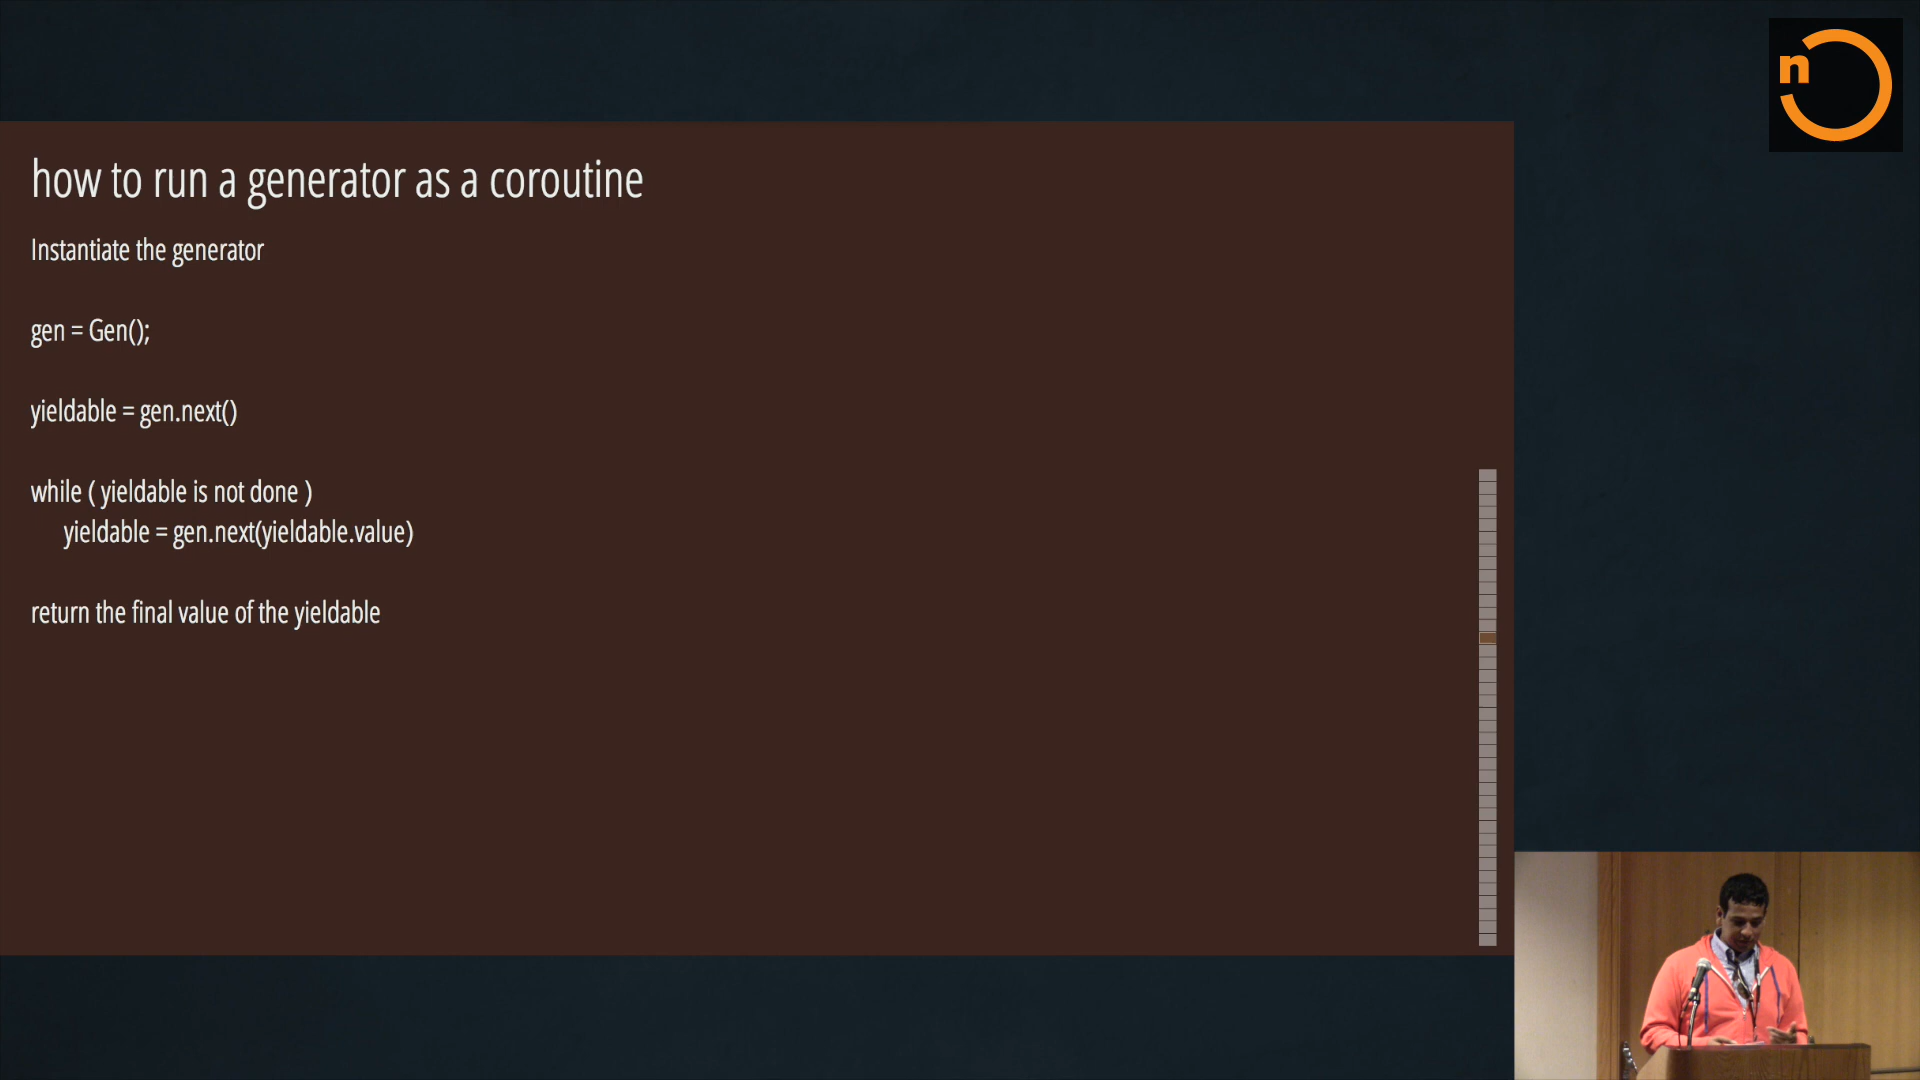 n
how to run a generator as a coroutine
Instantiate the generator
gen = Gen();
yieldable = gen.next()
while ( yieldable is not done )
yieldable = gen.next(yieldable.value)
return the final value of the yieldable